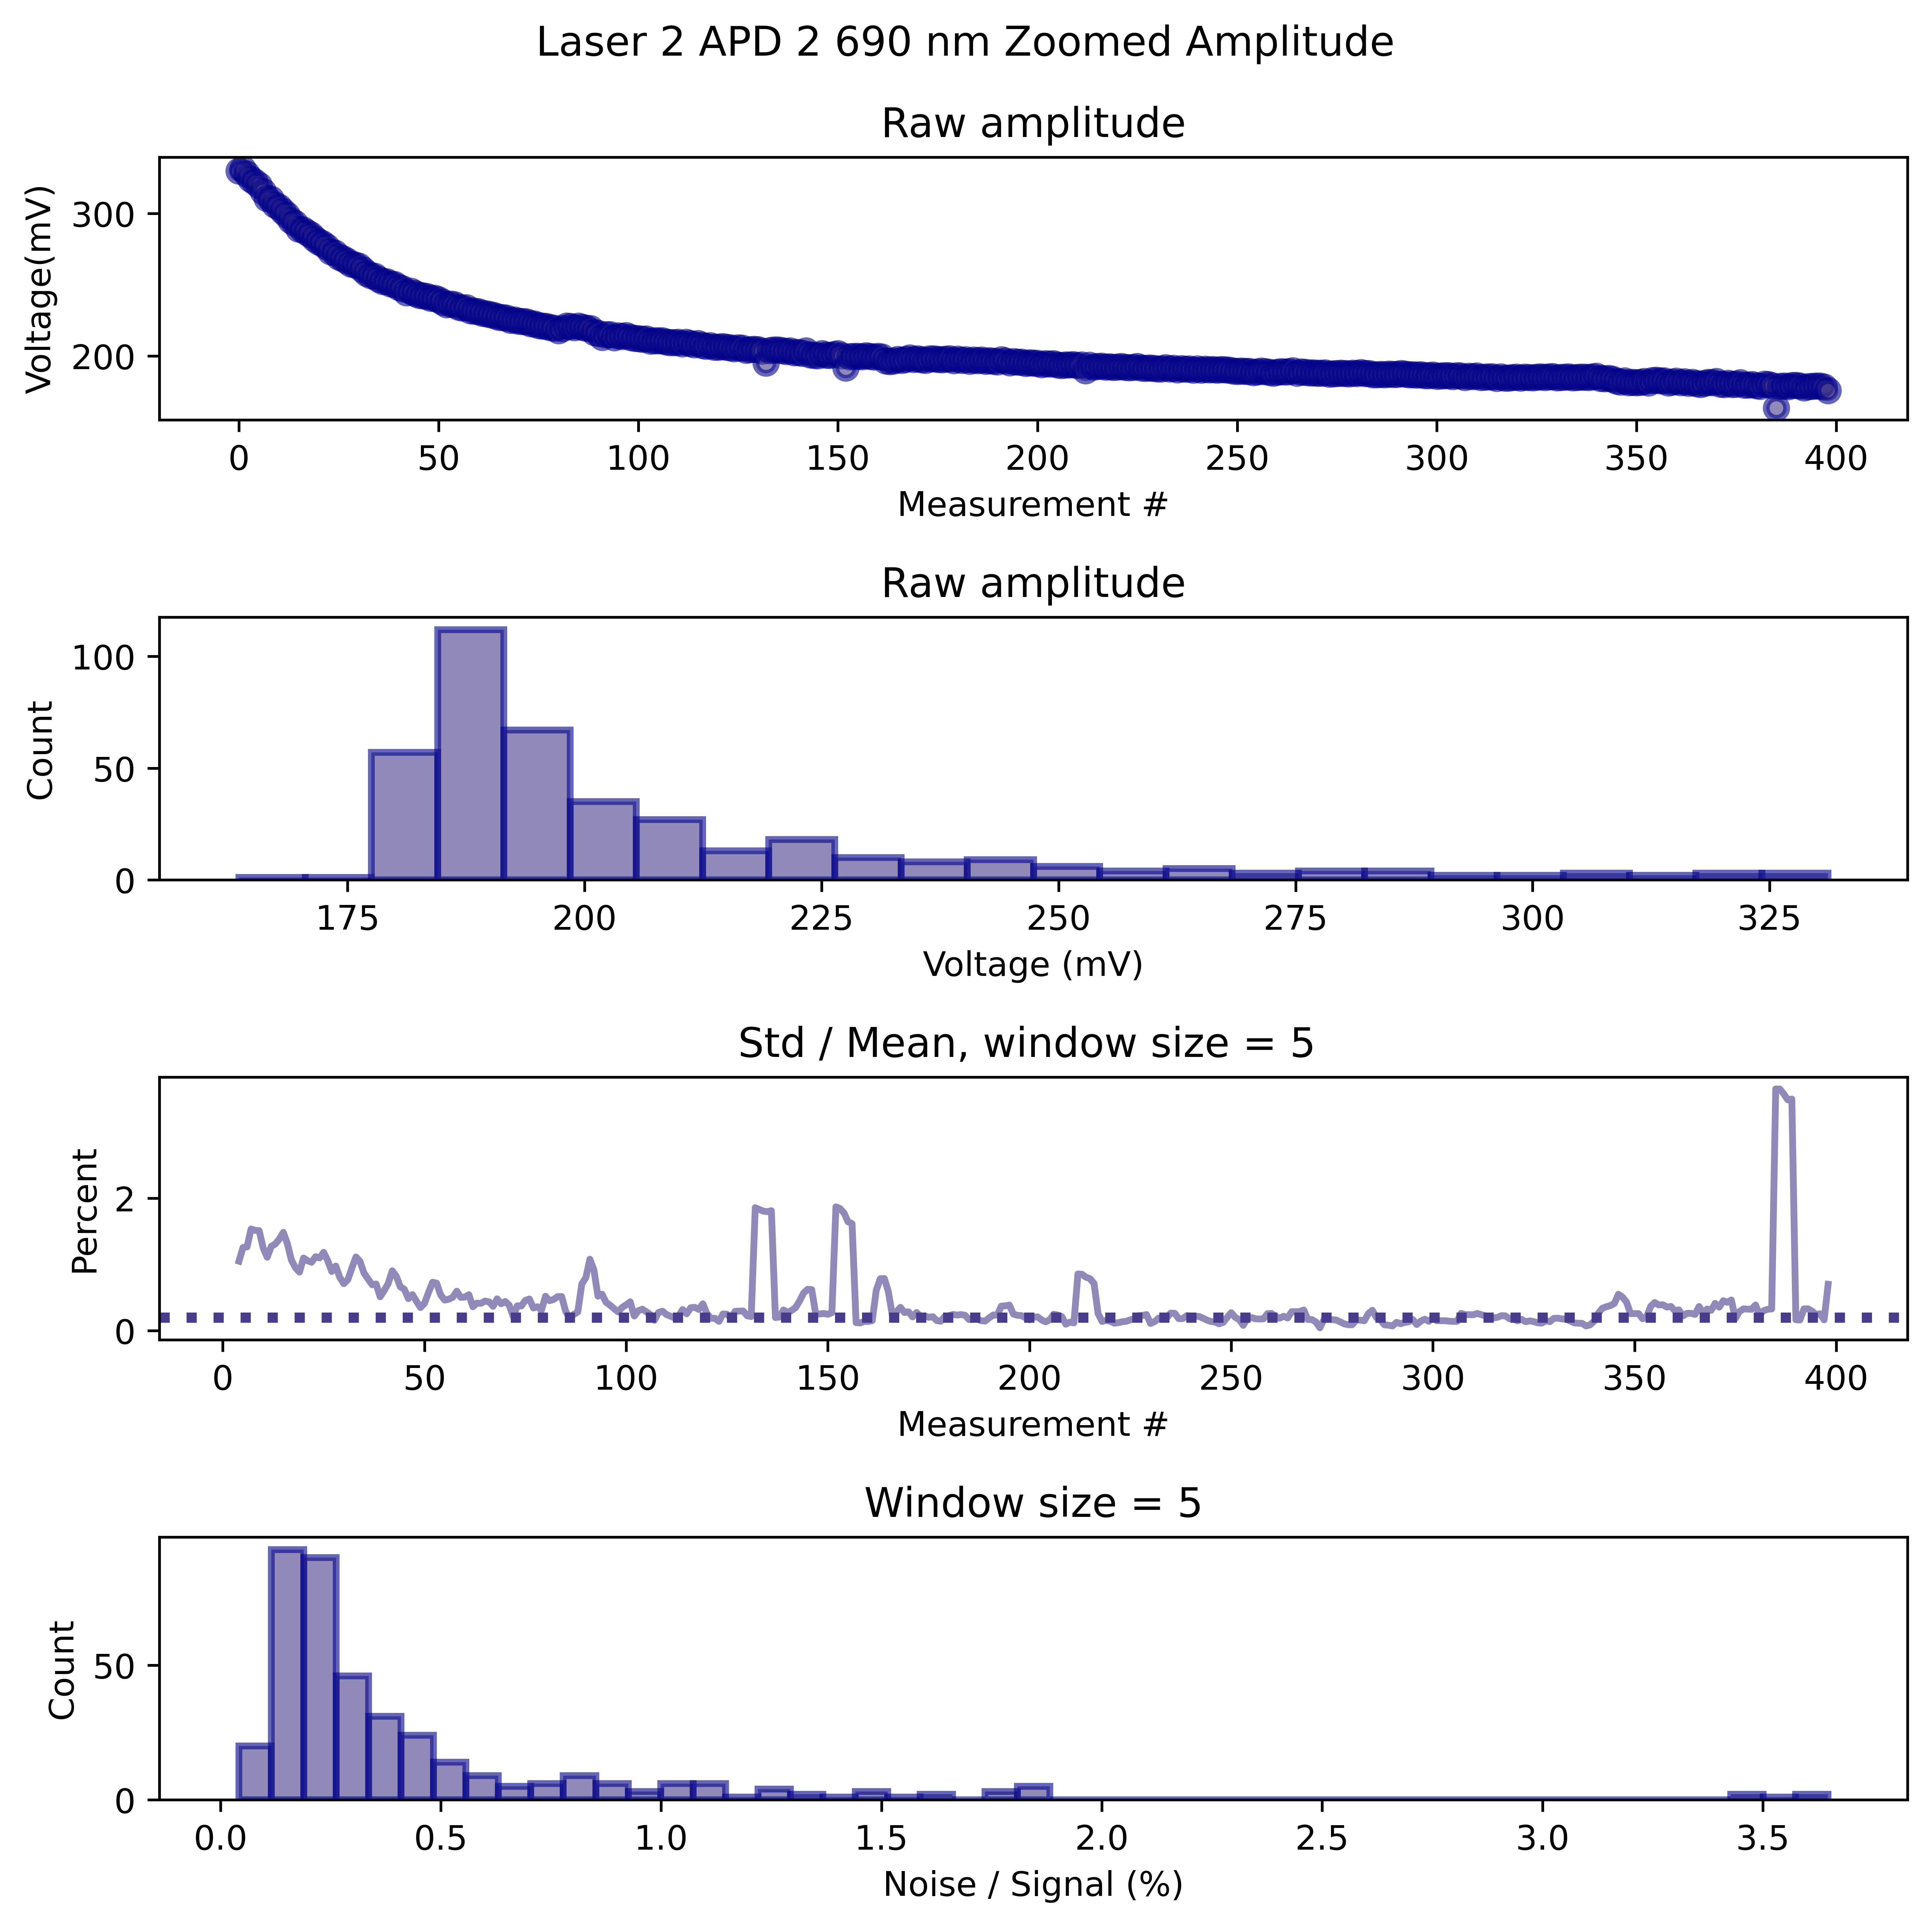 Laser 2 APD 2 690 nm Zoomed Amplitude
Raw amplitude
Voltage(mV)
300
200
0 50 100 150 200 250 300 350 400
Measurement #
Raw amplitude
Count
100
50
0
175 200 225 250 275 300 325
Voltage (mV)
Std / Mean, window size = 5
Percent
2
0
0 50 100 150 200 250 300 350 400
Measurement #
Window size = 5
Count
50
0
0.0 0.5 1.0 1.5 2.0 2.5 3.0 3.5
Noise / Signal (%)